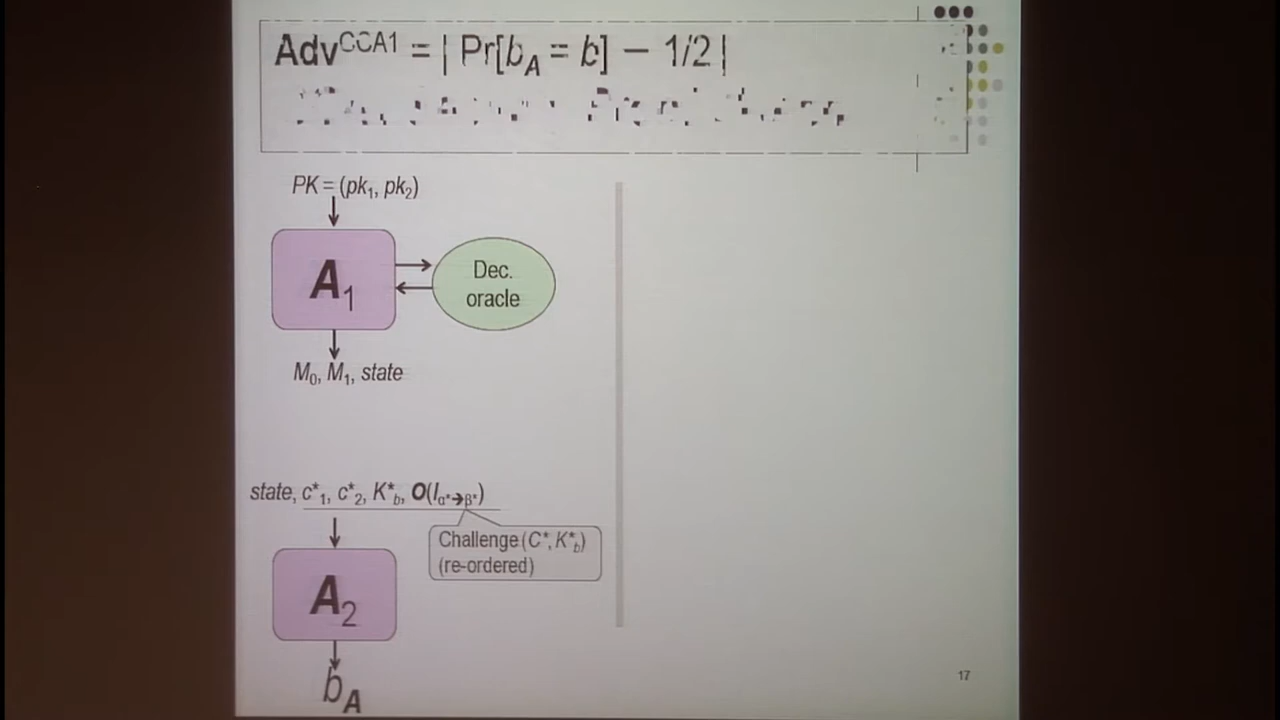 Adv^CCA1 = | Pr[b_A = b] − 1/2 |
PK = (pk₁, pk₂)
A₁
Dec.
oracle
M₀, M₁, state
state, c*₁, c*₂, K*_b, O(I_α*→β*)
Challenge (C*, K*_b)
(re-ordered)
A₂
b_A
17